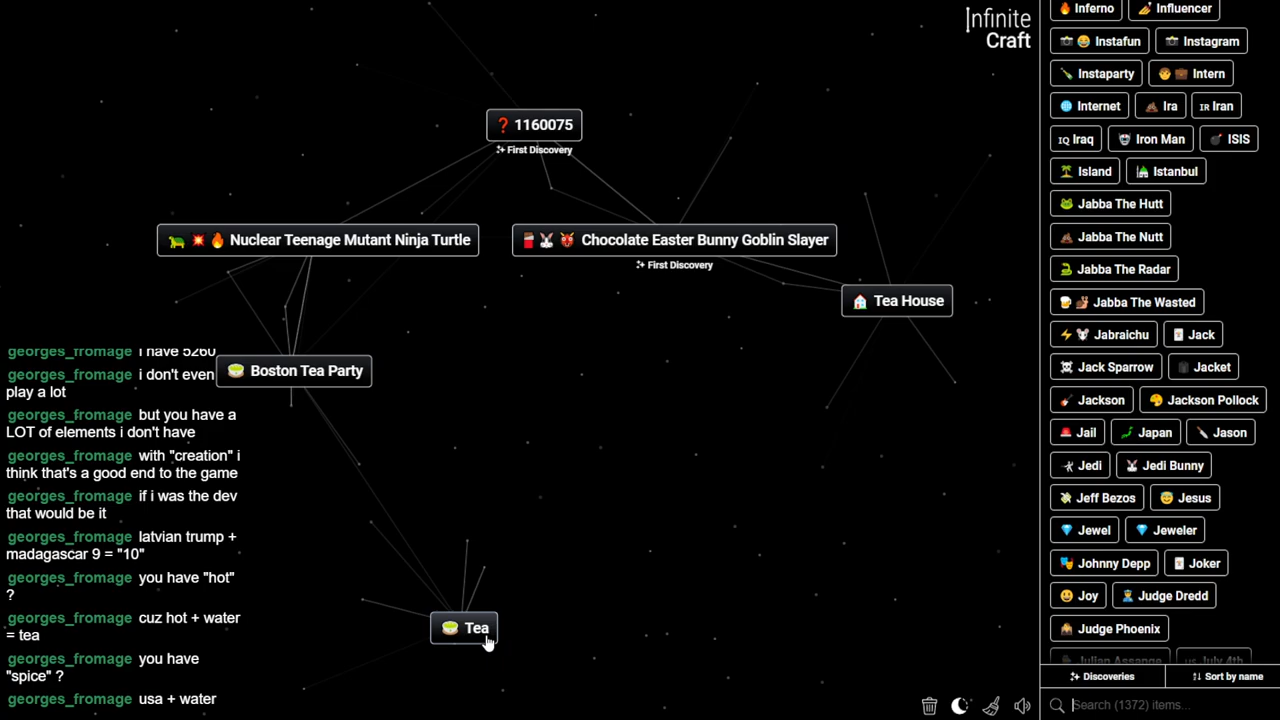 Infinite
Craft
1160075
First Discovery
Nuclear Teenage Mutant Ninja Turtle
Chocolate Easter Bunny Goblin Slayer
First Discovery
Tea House
Boston Tea Party
Tea
georges_fromage i have 5260
georges_fromage i don't even
play a lot
georges_fromage but you have a
LOT of elements i don't have
georges_fromage with "creation" i
think that's a good end to the game
georges_fromage if i was the dev
that would be it
georges_fromage latvian trump +
madagascar 9 = "10"
georges_fromage you have "hot"
?
georges_fromage cuz hot + water
= tea
georges_fromage you have
"spice" ?
georges_fromage usa + water
Inferno Influencer
Instafun Instagram
Instaparty Intern
Internet Ira IR Iran
IQ Iraq Iron Man ISIS
Island Istanbul
Jabba The Hutt
Jabba The Nutt
Jabba The Radar
Jabba The Wasted
Jabraichu Jack
Jack Sparrow Jacket
Jackson Jackson Pollock
Jail Japan Jason
Jedi Jedi Bunny
Jeff Bezos Jesus
Jewel Jeweler
Johnny Depp Joker
Joy Judge Dredd
Judge Phoenix
Julian Assange US July 4th
Discoveries Sort by name
Search (1372) items...